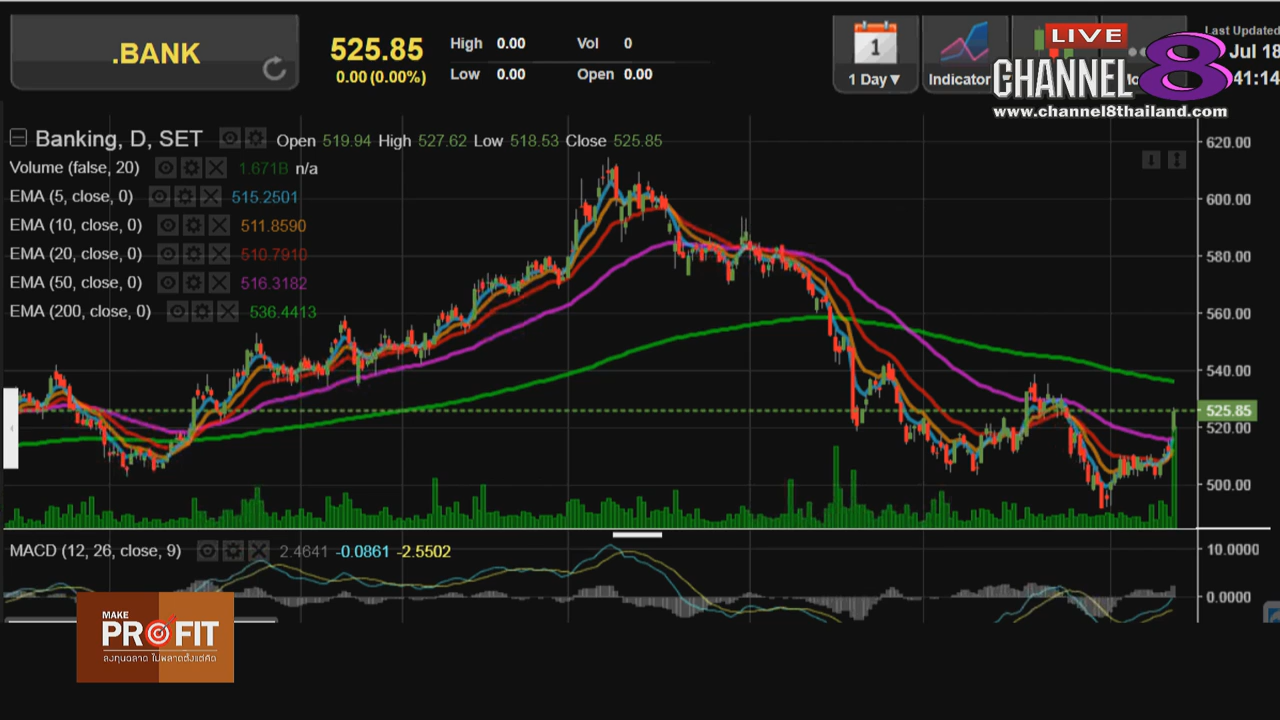 .BANK
525.85
0.00 (0.00%)
High 0.00
Low 0.00
Vol 0
Open 0.00
1
1 Day▼
Indicator
LIVE
CHANNEL 8
www.channel8thailand.com
Last Updated
Jul 18
41:14
Banking, D, SET
Open 519.94 High 527.62 Low 518.53 Close 525.85
Volume (false, 20) 1.671B n/a
EMA (5, close, 0) 515.2501
EMA (10, close, 0) 511.8590
EMA (20, close, 0) 510.7910
EMA (50, close, 0) 516.3182
EMA (200, close, 0) 536.4413
620.00
600.00
580.00
560.00
540.00
525.85
520.00
500.00
MACD (12, 26, close, 9) 2.4641 -0.0861 -2.5502
10.0000
0.0000
MAKE
PROFIT
ลงทุนฉลาด ไม่พลาดตั้งแต่คิด